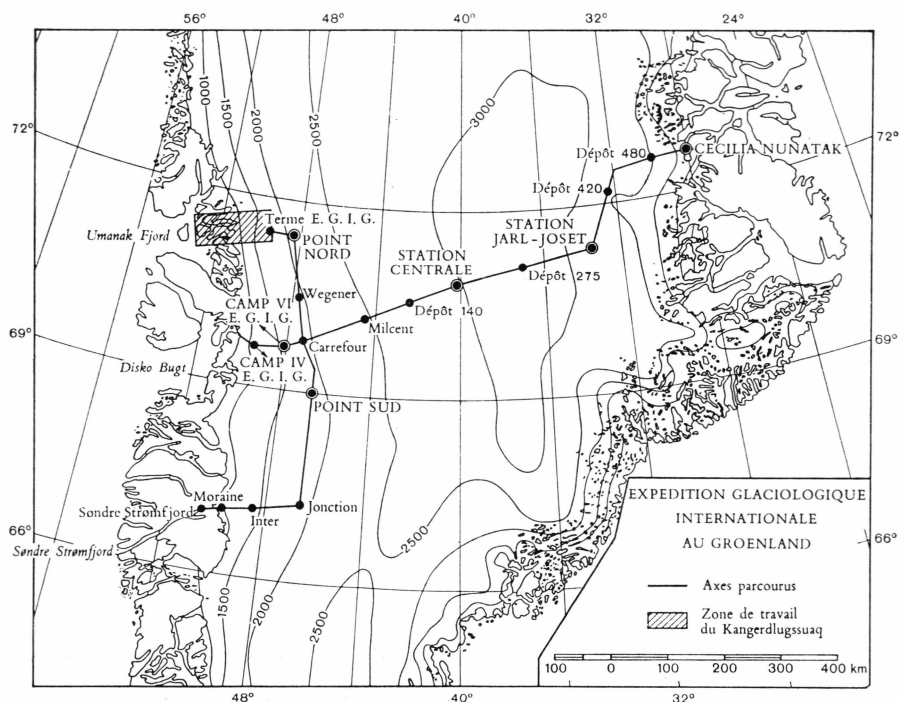 56°
48°
40°
32°
24°
1000
1500
2000
2500
3000
72°
72°
CECILIA NUNATAK
Dépôt 480
Dépôt 420
Terme E. G. I. G.
Umanak Fjord
POINT
NORD
STATION
JARL-JOSET
STATION
CENTRALE
Dépôt 275
Wegener
CAMP VI
E. G. I. G.
Dépôt 140
Milcent
69°
Carrefour
69°
CAMP IV
E. G. I. G.
Disko Bugt
POINT SUD
Moraine
Søndre Strømfjord
Inter
Jonction
66°
Søndre Strømfjord
2500
66°
1500
2000
2500
EXPEDITION GLACIOLOGIQUE
INTERNATIONALE
AU GROENLAND
Axes parcourus
Zone de travail
du Kangerdlugssuaq
100 0 100 200 300 400 km
48°
40°
32°